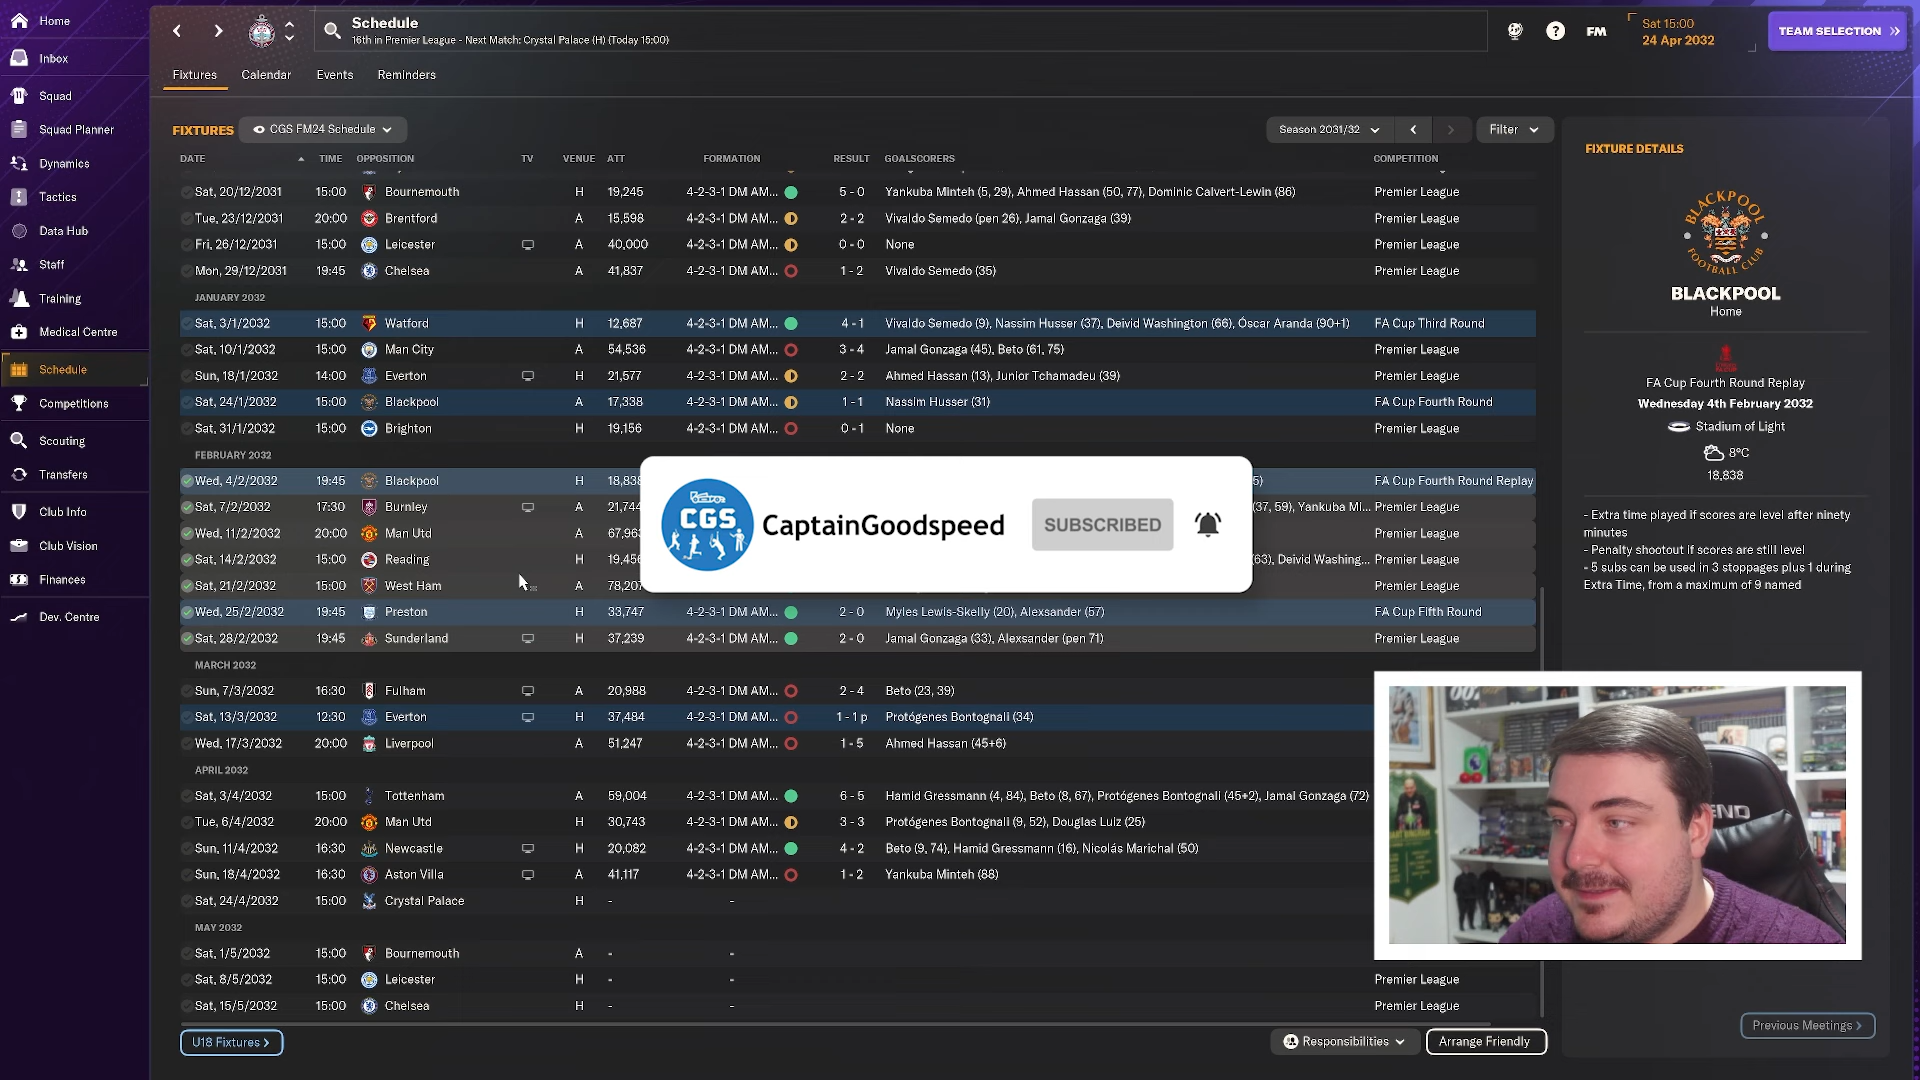 Home
Inbox
Squad
Squad Planner
Dynamics
Tactics
Data Hub
Staff
Training
Medical Centre
Schedule
Competitions
Scouting
Transfers
Club Info
Club Vision
Finances
Dev. Centre
Schedule
16th in Premier League - Next Match: Crystal Palace (H) (Today 15:00)
FM
Sat 15:00
24 Apr 2032
TEAM SELECTION
Fixtures Calendar Events Reminders
FIXTURES CGS FM24 Schedule Season 2031/32 Filter
DATE TIME OPPOSITION TV VENUE ATT FORMATION RESULT GOALSCORERS COMPETITION
Sat, 20/12/2031 15:00 Bournemouth H 19,245 4-2-3-1 DM AM... 5 - 0 Yankuba Minteh (5, 29), Ahmed Hassan (50, 77), Dominic Calvert-Lewin (86) Premier League
Tue, 23/12/2031 20:00 Brentford A 15,598 4-2-3-1 DM AM... 2 - 2 Vivaldo Semedo (pen 26), Jamal Gonzaga (39) Premier League
Fri, 26/12/2031 15:00 Leicester A 40,000 4-2-3-1 DM AM... 0 - 0 None Premier League
Mon, 29/12/2031 19:45 Chelsea A 41,837 4-2-3-1 DM AM... 1 - 2 Vivaldo Semedo (35) Premier League
JANUARY 2032
Sat, 3/1/2032 15:00 Watford H 12,687 4-2-3-1 DM AM... 4 - 1 Vivaldo Semedo (9), Nassim Husser (37), Deivid Washington (66), Óscar Aranda (90+1) FA Cup Third Round
Sat, 10/1/2032 15:00 Man City A 54,536 4-2-3-1 DM AM... 3 - 4 Jamal Gonzaga (45), Beto (61, 75) Premier League
Sun, 18/1/2032 14:00 Everton H 21,577 4-2-3-1 DM AM... 2 - 2 Ahmed Hassan (13), Junior Tchamadeu (39) Premier League
Sat, 24/1/2032 15:00 Blackpool A 17,338 4-2-3-1 DM AM... 1 - 1 Nassim Husser (31) FA Cup Fourth Round
Sat, 31/1/2032 15:00 Brighton H 19,156 4-2-3-1 DM AM... 0 - 1 None Premier League
FEBRUARY 2032
Wed, 4/2/2032 19:45 Blackpool H 18,838 5) FA Cup Fourth Round Replay
Sat, 7/2/2032 17:30 Burnley A 21,744 (37, 59), Yankuba Mi... Premier League
Wed, 11/2/2032 20:00 Man Utd A 67,963 Premier League
Sat, 14/2/2032 15:00 Reading H 19,456 (63), Deivid Washing... Premier League
Sat, 21/2/2032 15:00 West Ham A 78,207 Premier League
Wed, 25/2/2032 19:45 Preston H 33,747 4-2-3-1 DM AM... 2 - 0 Myles Lewis-Skelly (20), Alexsander (57) FA Cup Fifth Round
Sat, 28/2/2032 19:45 Sunderland H 37,239 4-2-3-1 DM AM... 2 - 0 Jamal Gonzaga (33), Alexsander (pen 71) Premier League
MARCH 2032
Sun, 7/3/2032 16:30 Fulham A 20,988 4-2-3-1 DM AM... 2 - 4 Beto (23, 39)
Sat, 13/3/2032 12:30 Everton H 37,484 4-2-3-1 DM AM... 1 - 1 p Protógenes Bontognali (34)
Wed, 17/3/2032 20:00 Liverpool A 51,247 4-2-3-1 DM AM... 1 - 5 Ahmed Hassan (45+6)
APRIL 2032
Sat, 3/4/2032 15:00 Tottenham A 59,004 4-2-3-1 DM AM... 6 - 5 Hamid Gressmann (4, 84), Beto (8, 67), Protógenes Bontognali (45+2), Jamal Gonzaga (72)
Tue, 6/4/2032 20:00 Man Utd H 30,743 4-2-3-1 DM AM... 3 - 3 Protógenes Bontognali (9, 52), Douglas Luiz (25)
Sun, 11/4/2032 16:30 Newcastle H 20,082 4-2-3-1 DM AM... 4 - 2 Beto (9, 74), Hamid Gressmann (16), Nicolás Marichal (50)
Sun, 18/4/2032 16:30 Aston Villa A 41,117 4-2-3-1 DM AM... 1 - 2 Yankuba Minteh (88)
Sat, 24/4/2032 15:00 Crystal Palace H - -
MAY 2032
Sat, 1/5/2032 15:00 Bournemouth A - -
Sat, 8/5/2032 15:00 Leicester H - - Premier League
Sat, 15/5/2032 15:00 Chelsea H - - Premier League
U18 Fixtures > Responsibilities Arrange Friendly
CGS
CaptainGoodspeed SUBSCRIBED
FIXTURE DETAILS
BLACKPOOL
FOOTBALL CLUB
BLACKPOOL
Home
FA Cup Fourth Round Replay
Wednesday 4th February 2032
Stadium of Light
8°C
18,838
- Extra time played if scores are level after ninety
minutes
- Penalty shootout if scores are still level
- 5 subs can be used in 3 stoppages plus 1 during
Extra Time, from a maximum of 9 named
Previous Meetings >